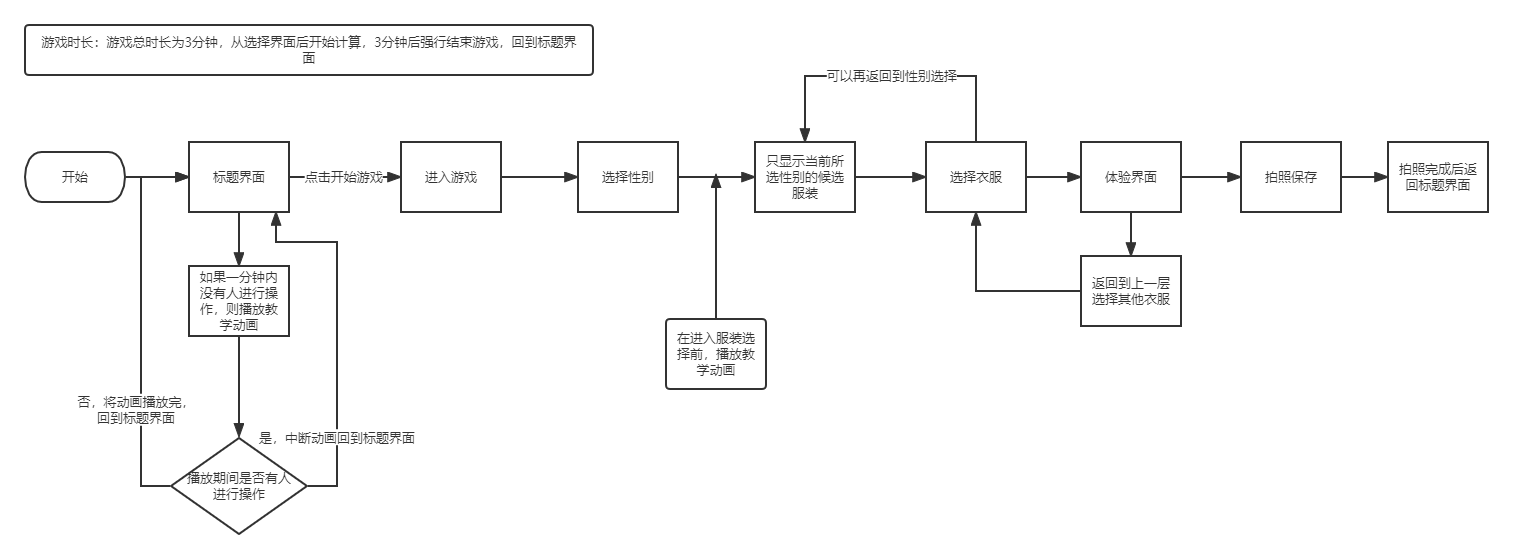 游戏时长：游戏总时长为3分钟，从选择界面后开始计算，3分钟后强行结束游戏，回到标题界
面
可以再返回到性别选择
开始
标题界面
点击开始游戏
进入游戏
选择性别
只显示当前所
选性别的候选
服装
选择衣服
体验界面
拍照保存
拍照完成后返
回标题界面
如果一分钟内
没有人进行操
作，则播放教
学动画
返回到上一层
选择其他衣服
在进入服装选
择前，播放教
学动画
否，将动画播放完，
回到标题界面
是，中断动画回到标题界面
播放期间是否有人
进行操作